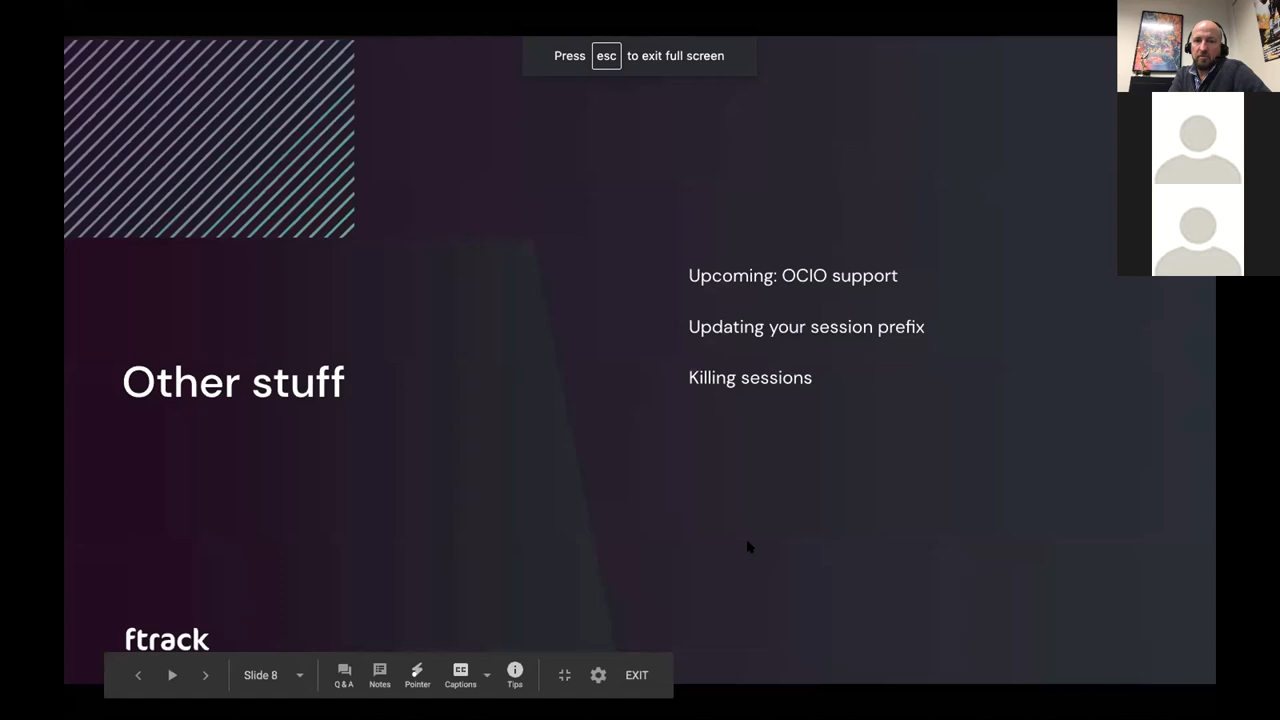 Press esc to exit full screen
Upcoming: OCIO support
Updating your session prefix
Killing sessions
Other stuff
ftrack
Slide 8
Q & A
Notes
Pointer
Captions
Tips
EXIT